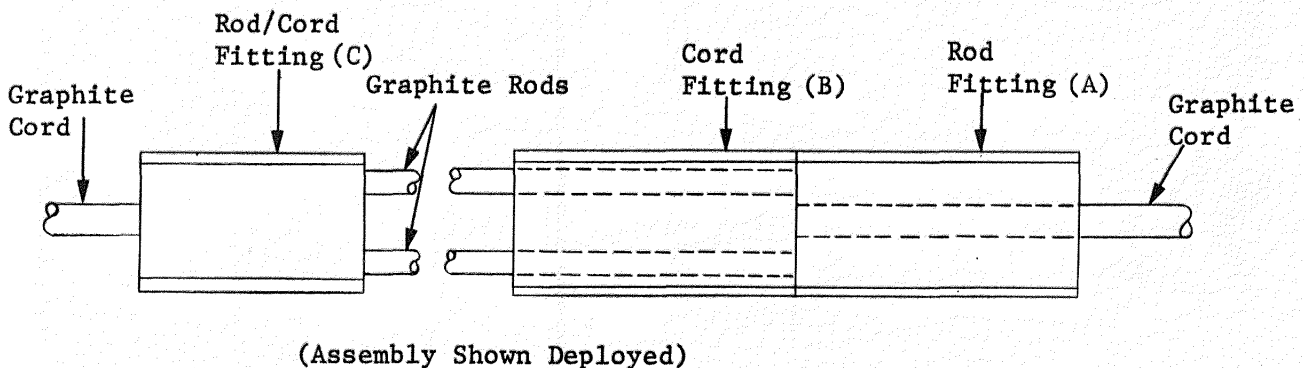 Rod/Cord
Fitting (C)
Graphite
Cord
Graphite Rods
Cord
Fitting (B)
Rod
Fitting (A)
Graphite
Cord
(Assembly Shown Deployed)